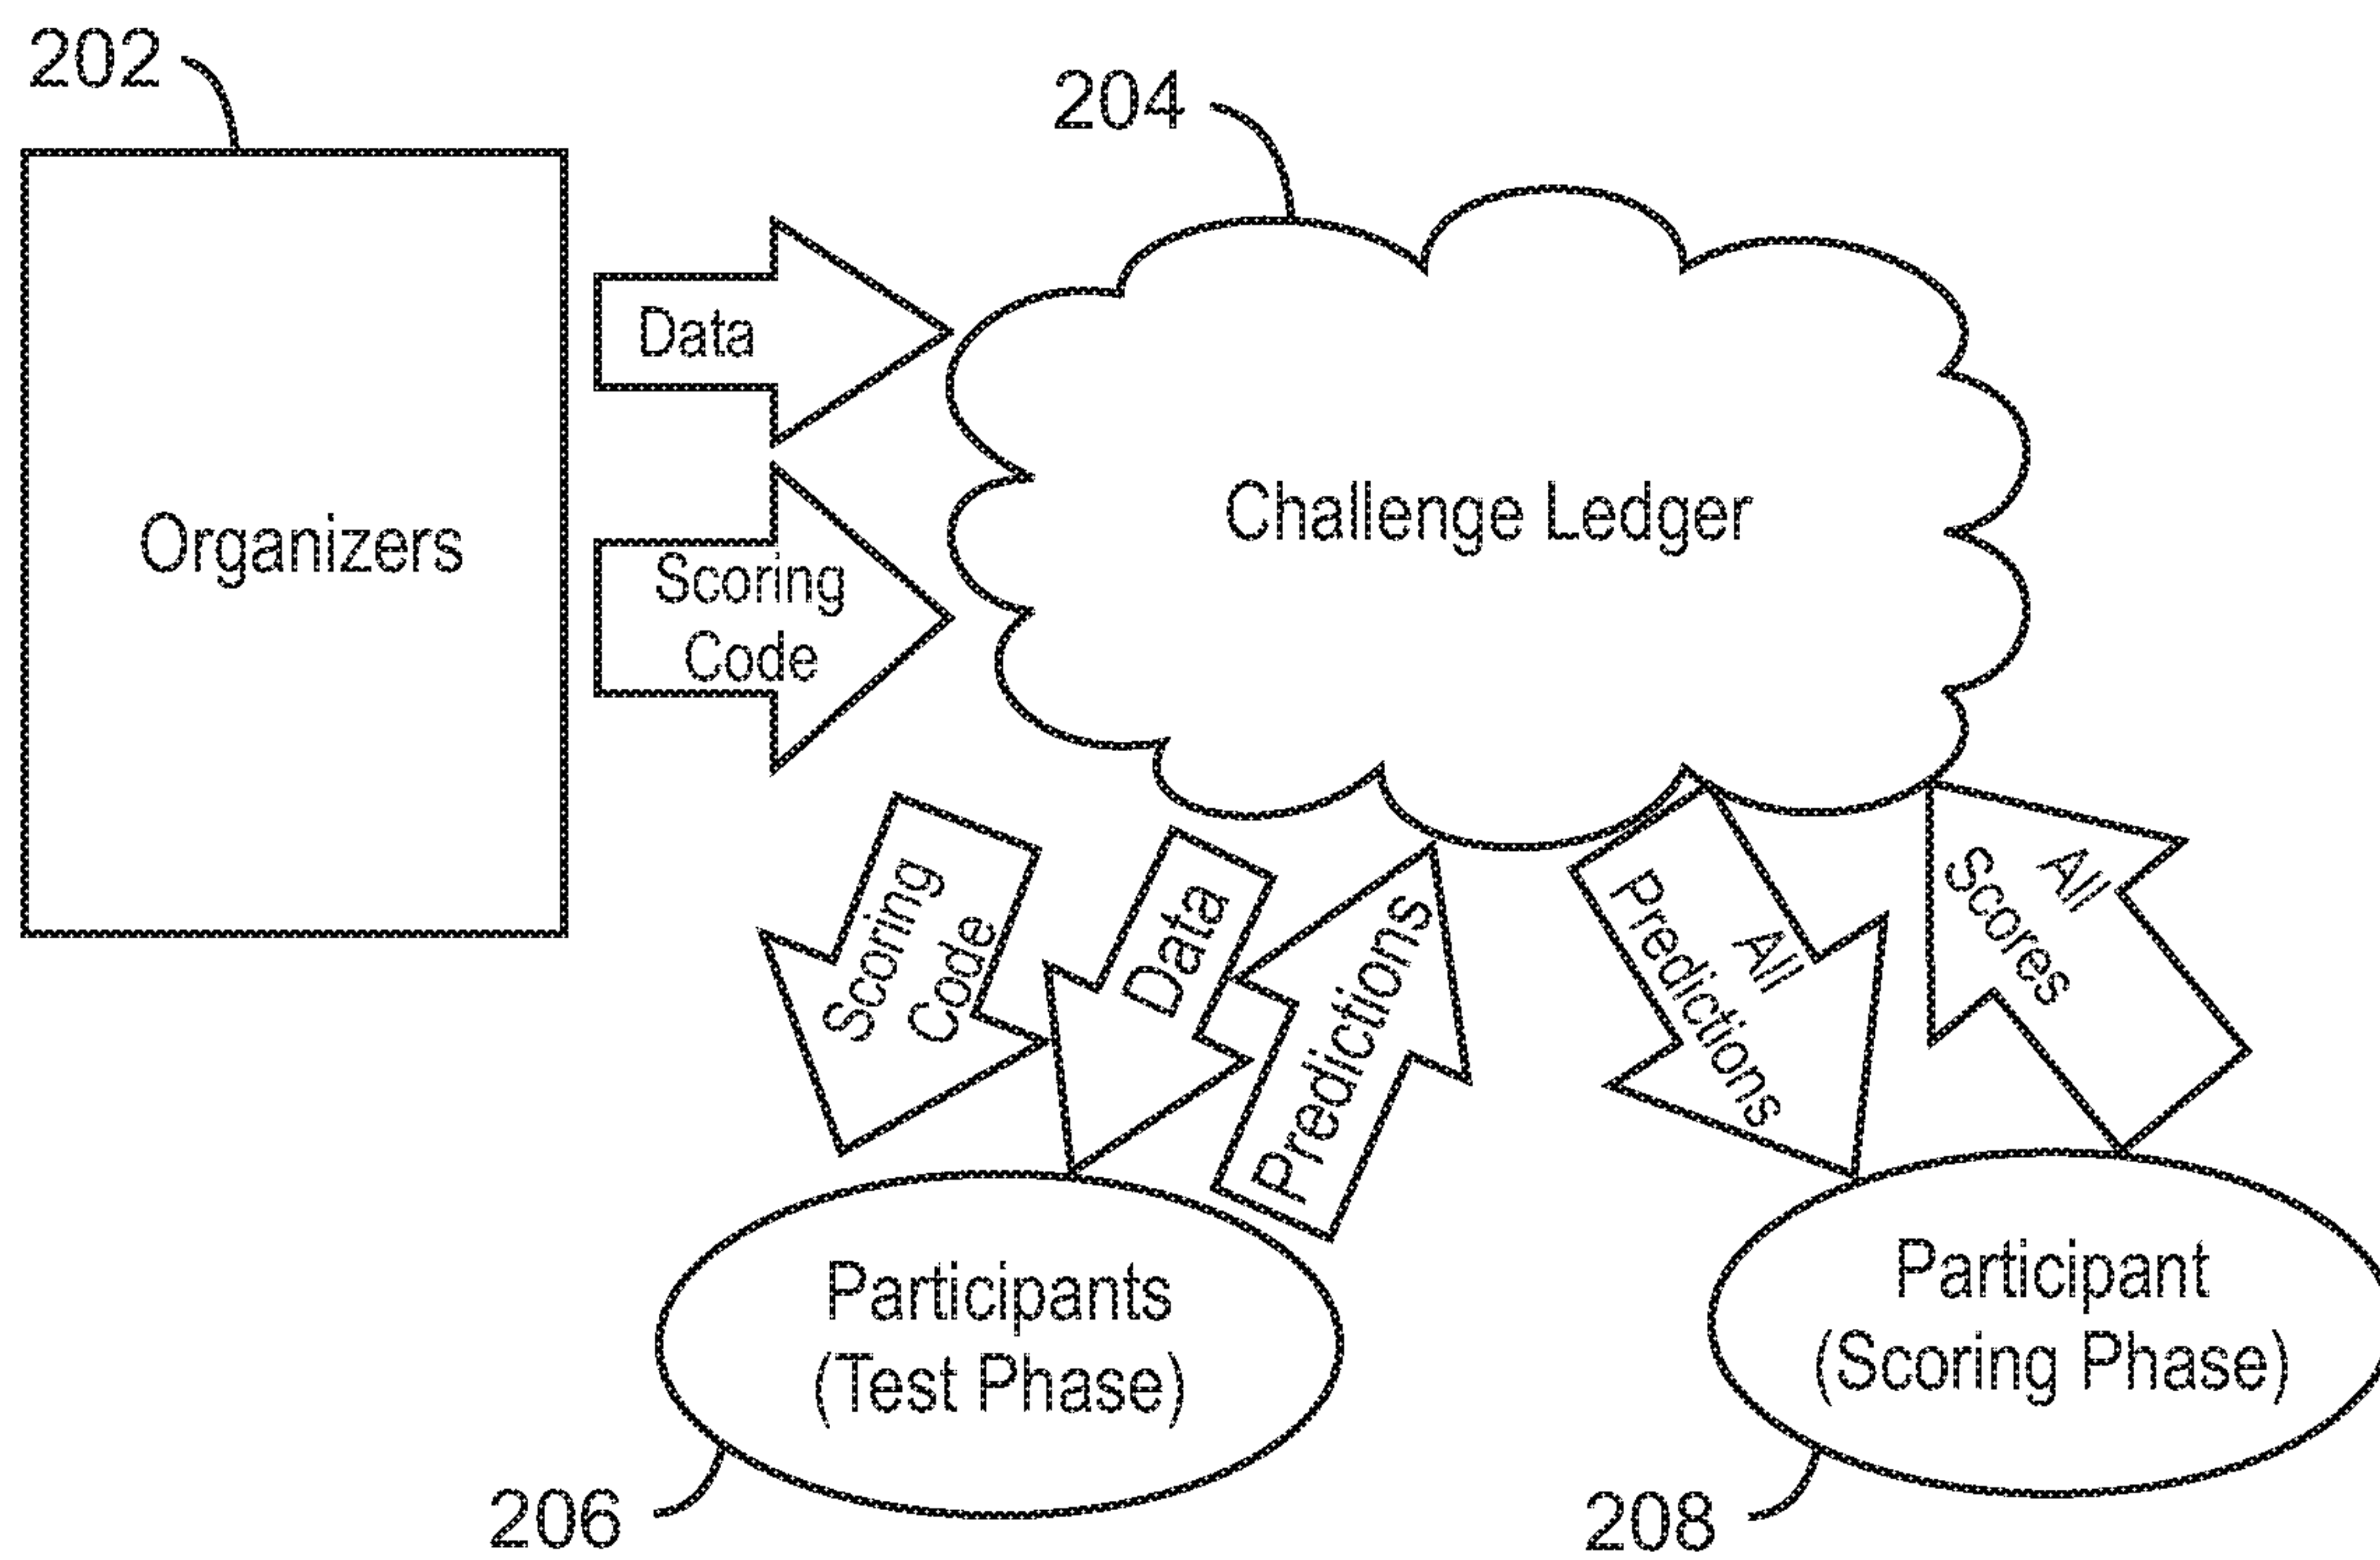 202
204
Organizers
Data
Scoring
Code
Challenge Ledger
Scoring
Code
Data
Predictions
All
Predictions
All
Scores
Participants
(Test Phase)
Participant
(Scoring Phase)
206
208